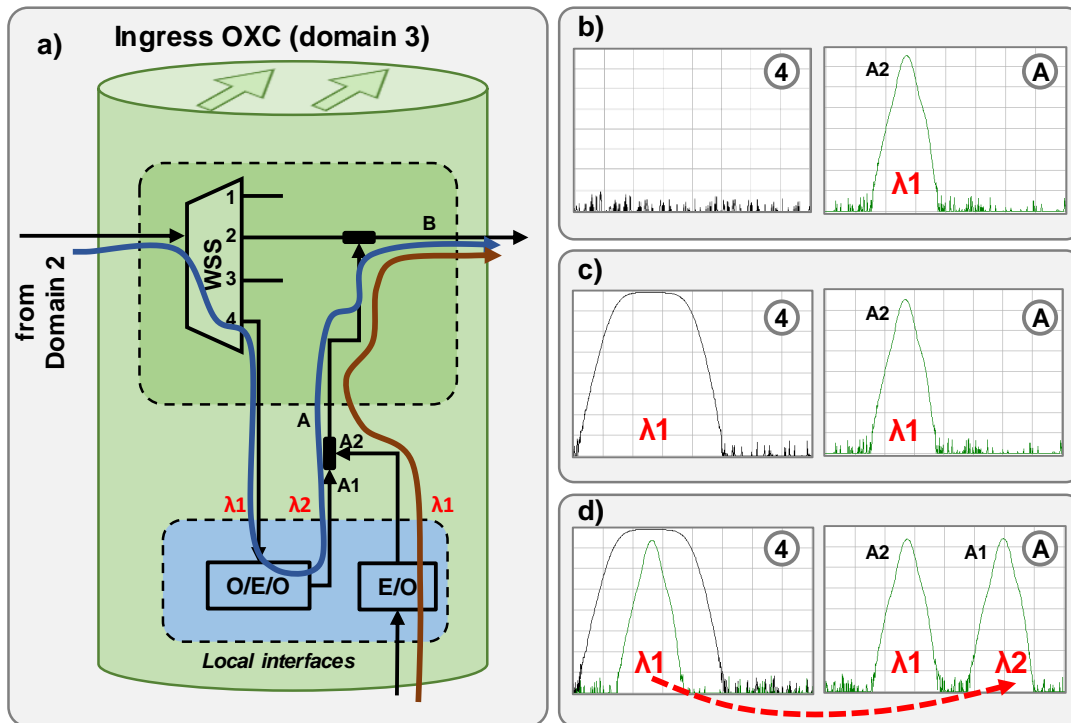 a)
Ingress OXC (domain 3)
1
2
3
4
WSS
B
from
Domain 2
A
A2
A1
λ1
λ2
λ1
O/E/O
E/O
Local interfaces
b)
4
A2
A
λ1
c)
4
λ1
A2
A
λ1
d)
4
λ1
A2
A1
A
λ1
λ2